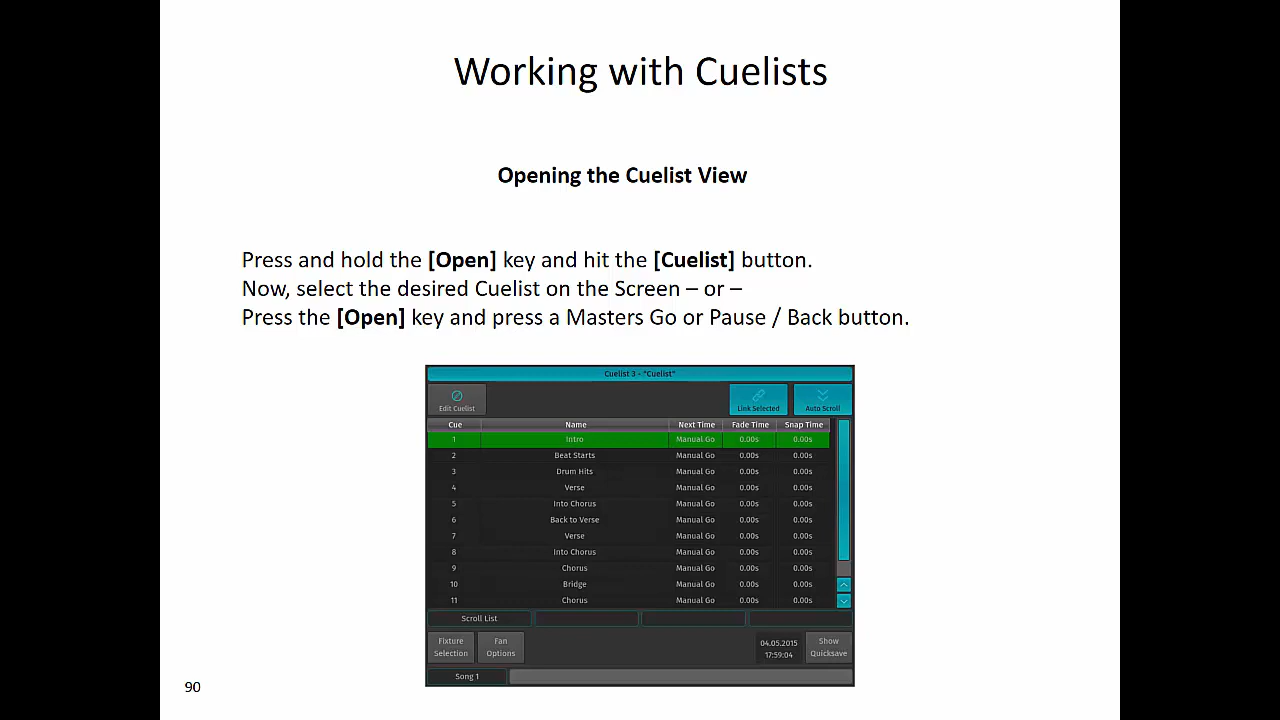 Working with Cuelists
Opening the Cuelist View
Press and hold the [Open] key and hit the [Cuelist] button.
Now, select the desired Cuelist on the Screen – or –
Press the [Open] key and press a Masters Go or Pause / Back button.
Cuelist 3 - "Cuelist"
Edit Cuelist Link Selected Auto Scroll
Cue Name Next Time Fade Time Snap Time
1 Intro Manual Go 0.00s 0.00s
2 Beat Starts Manual Go 0.00s 0.00s
3 Drum Hits Manual Go 0.00s 0.00s
4 Verse Manual Go 0.00s 0.00s
5 Into Chorus Manual Go 0.00s 0.00s
6 Back to Verse Manual Go 0.00s 0.00s
7 Verse Manual Go 0.00s 0.00s
8 Into Chorus Manual Go 0.00s 0.00s
9 Chorus Manual Go 0.00s 0.00s
10 Bridge Manual Go 0.00s 0.00s
11 Chorus Manual Go 0.00s 0.00s
Scroll List
Fixture Fan 04.05.2015 Show
Selection Options 17:59:04 Quicksave
Song 1
90